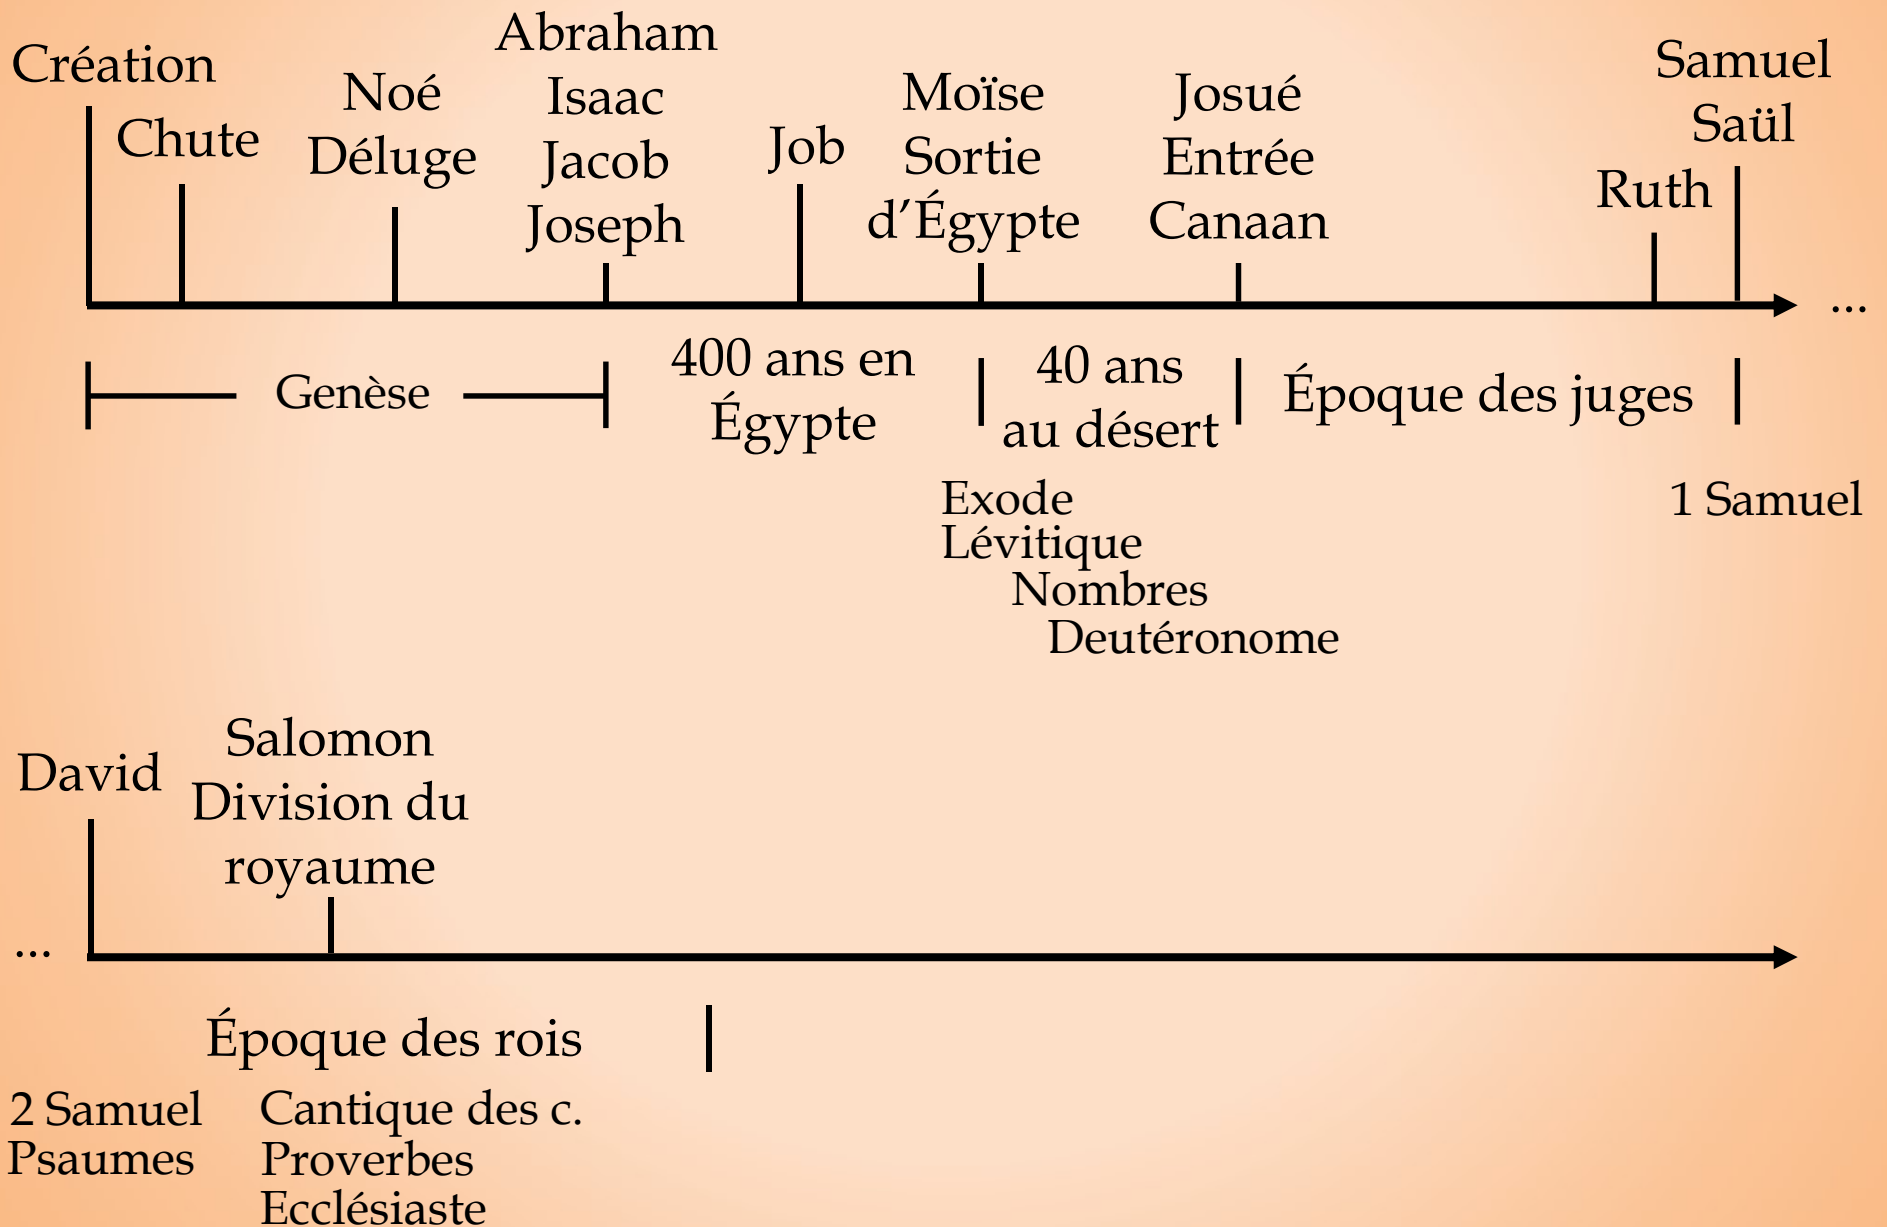 Création
Chute
Noé
Déluge
Abraham
Isaac
Jacob
Joseph
Job
Moïse
Sortie
d’Égypte
Josué
Entrée
Canaan
Ruth
Samuel
Saül
...
Genèse
400 ans en
Égypte
40 ans
au désert
Époque des juges
Exode
Lévitique
Nombres
Deutéronome
1 Samuel
David
Salomon
Division du
royaume
...
Époque des rois
2 Samuel
Psaumes
Cantique des c.
Proverbes
Ecclésiaste